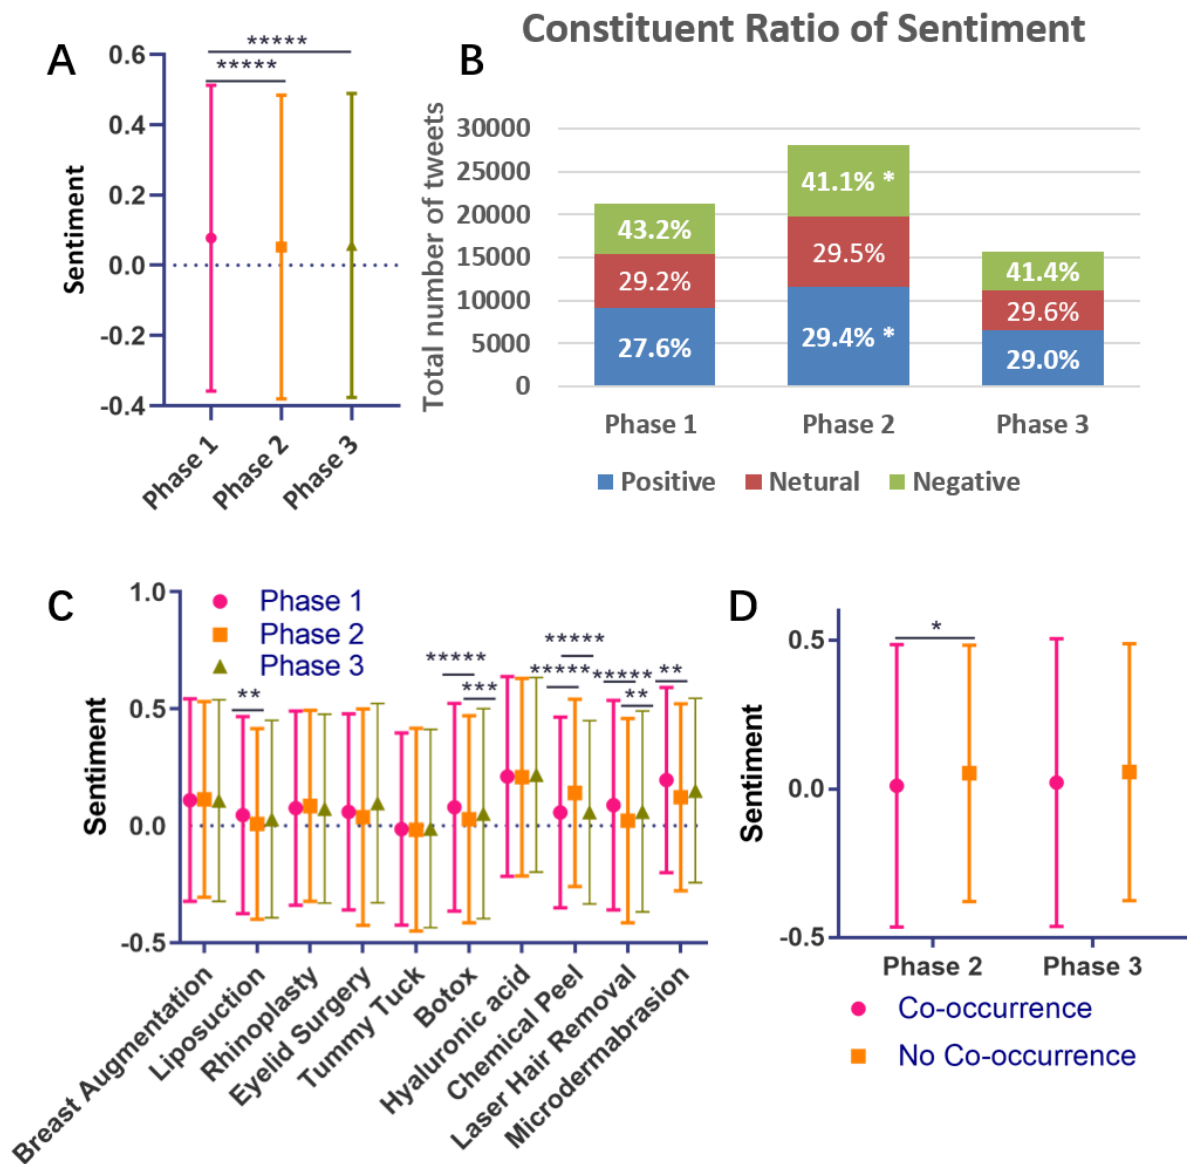 A
*****
*****
0.6
0.4
0.2
0.0
-0.2
-0.4
Sentiment
Phase 1
Phase 2
Phase 3
Constituent Ratio of Sentiment
B
Total number of tweets
30000
25000
20000
15000
10000
5000
0
43.2%
29.2%
27.6%
41.1% *
29.5%
29.4% *
41.4%
29.6%
29.0%
Phase 1
Phase 2
Phase 3
Positive
Netural
Negative
C
Phase 1
Phase 2
Phase 3
1.0
0.5
0.0
-0.5
Sentiment
**
*****
***
*****
*****
*****
**
**
Breast Augmentation
Liposuction
Rhinoplasty
Eyelid Surgery
Tummy Tuck
Botox
Hyaluronic acid
Chemical Peel
Laser Hair Removal
Microdermabrasion
D
*
0.5
0.0
-0.5
Sentiment
Phase 2
Phase 3
Co-occurrence
No Co-occurrence